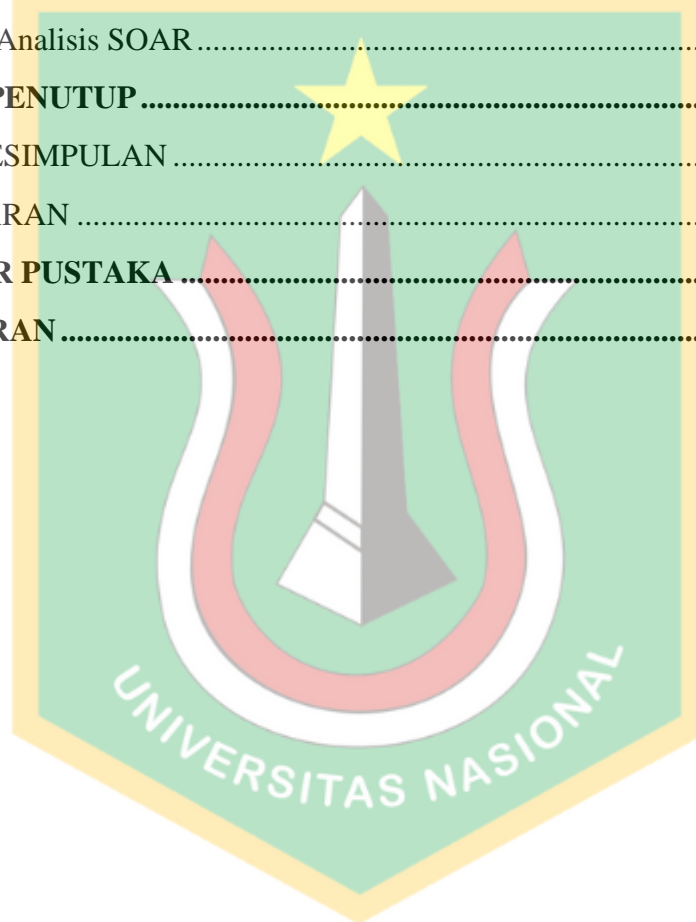 Analisis SOAR ........................................................................
PENUTUP ........................................................................
ESIMPULAN ........................................................................
RAN ........................................................................
R PUSTAKA ........................................................................
RAN ........................................................................
UNIVERSITAS NASIONAL